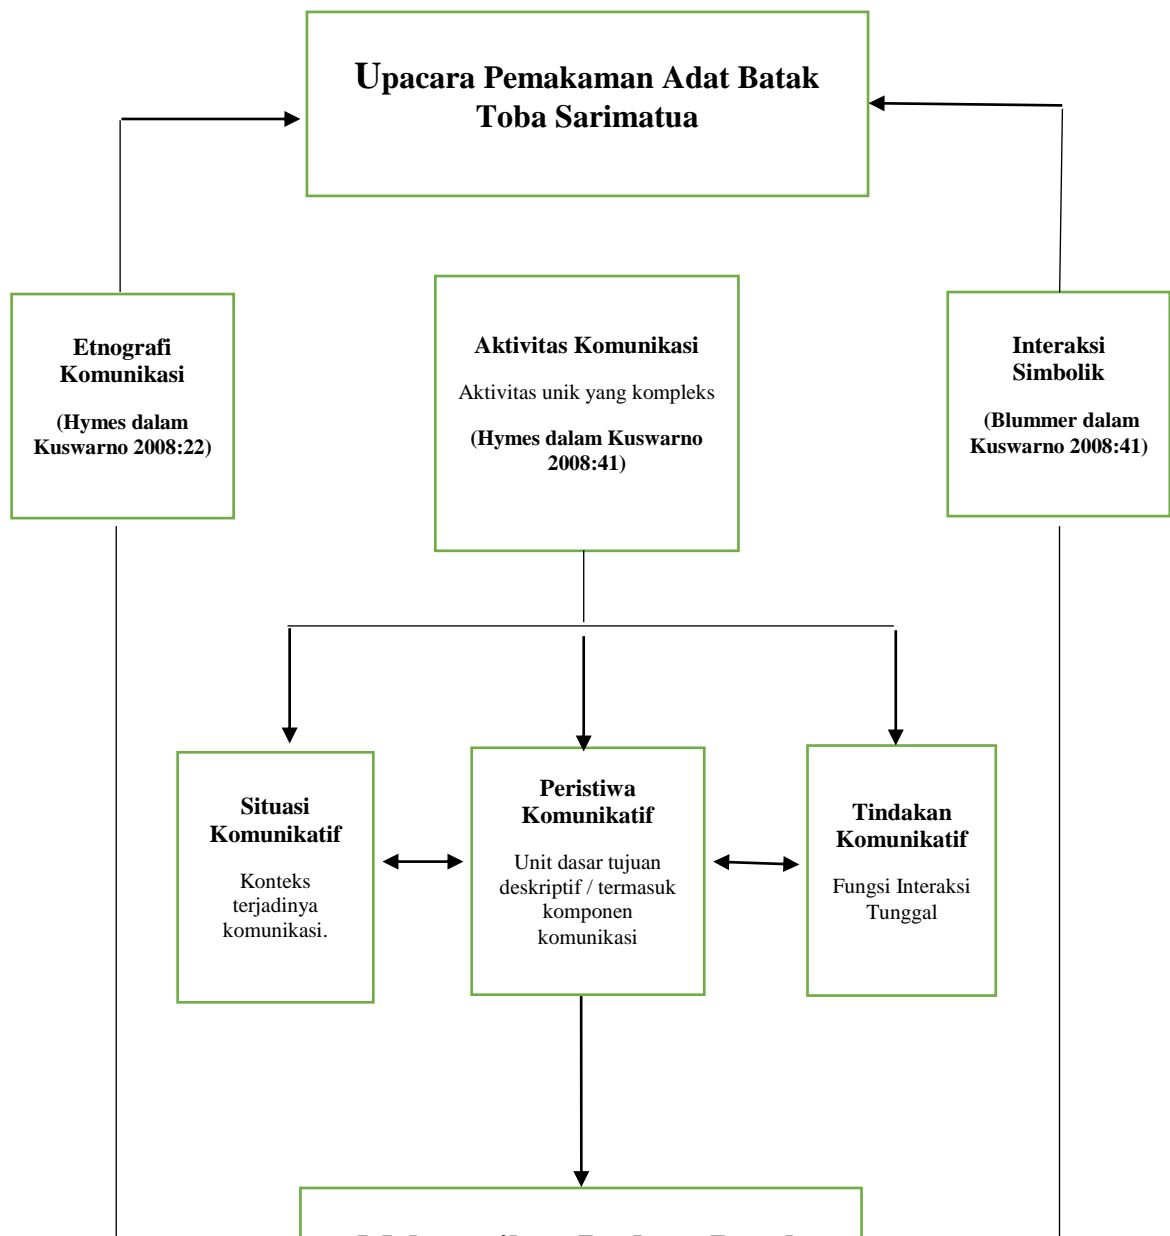 Upacara Pemakaman Adat Batak
Toba Sarimatua
Etnografi
Komunikasi
(Hymes dalam
Kuswarno 2008:22)
Aktivitas Komunikasi
Aktivitas unik yang kompleks
(Hymes dalam Kuswarno
2008:41)
Interaksi
Simbolik
(Blummer dalam
Kuswarno 2008:41)
Situasi
Komunikatif
Konteks
terjadinya
komunikasi.
Peristiwa
Komunikatif
Unit dasar tujuan
deskriptif / termasuk
komponen
komunikasi
Tindakan
Komunikatif
Fungsi Interaksi
Tunggal